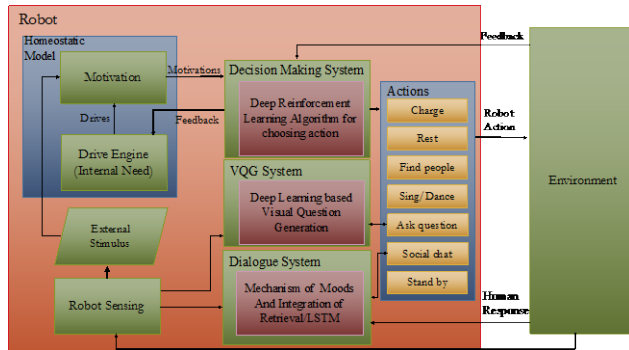 Robot
Homeostatic
Model
Motivation
Motivations
Drives
Feedback
Drive Engine
(Internal Need)
External
Stimulus
Robot Sensing
Decision Making System
Deep Reinforcement
Learning Algorithm for
choosing action
VQG System
Deep Learning based
Visual Question
Generation
Dialogue System
Mechanism of Moods
And Integration of
Retrieval/LSTM
Actions
Charge
Rest
Find people
Sing/Dance
Ask question
Social chat
Stand by
Feedback
Robot
Action
Human
Response
Environment